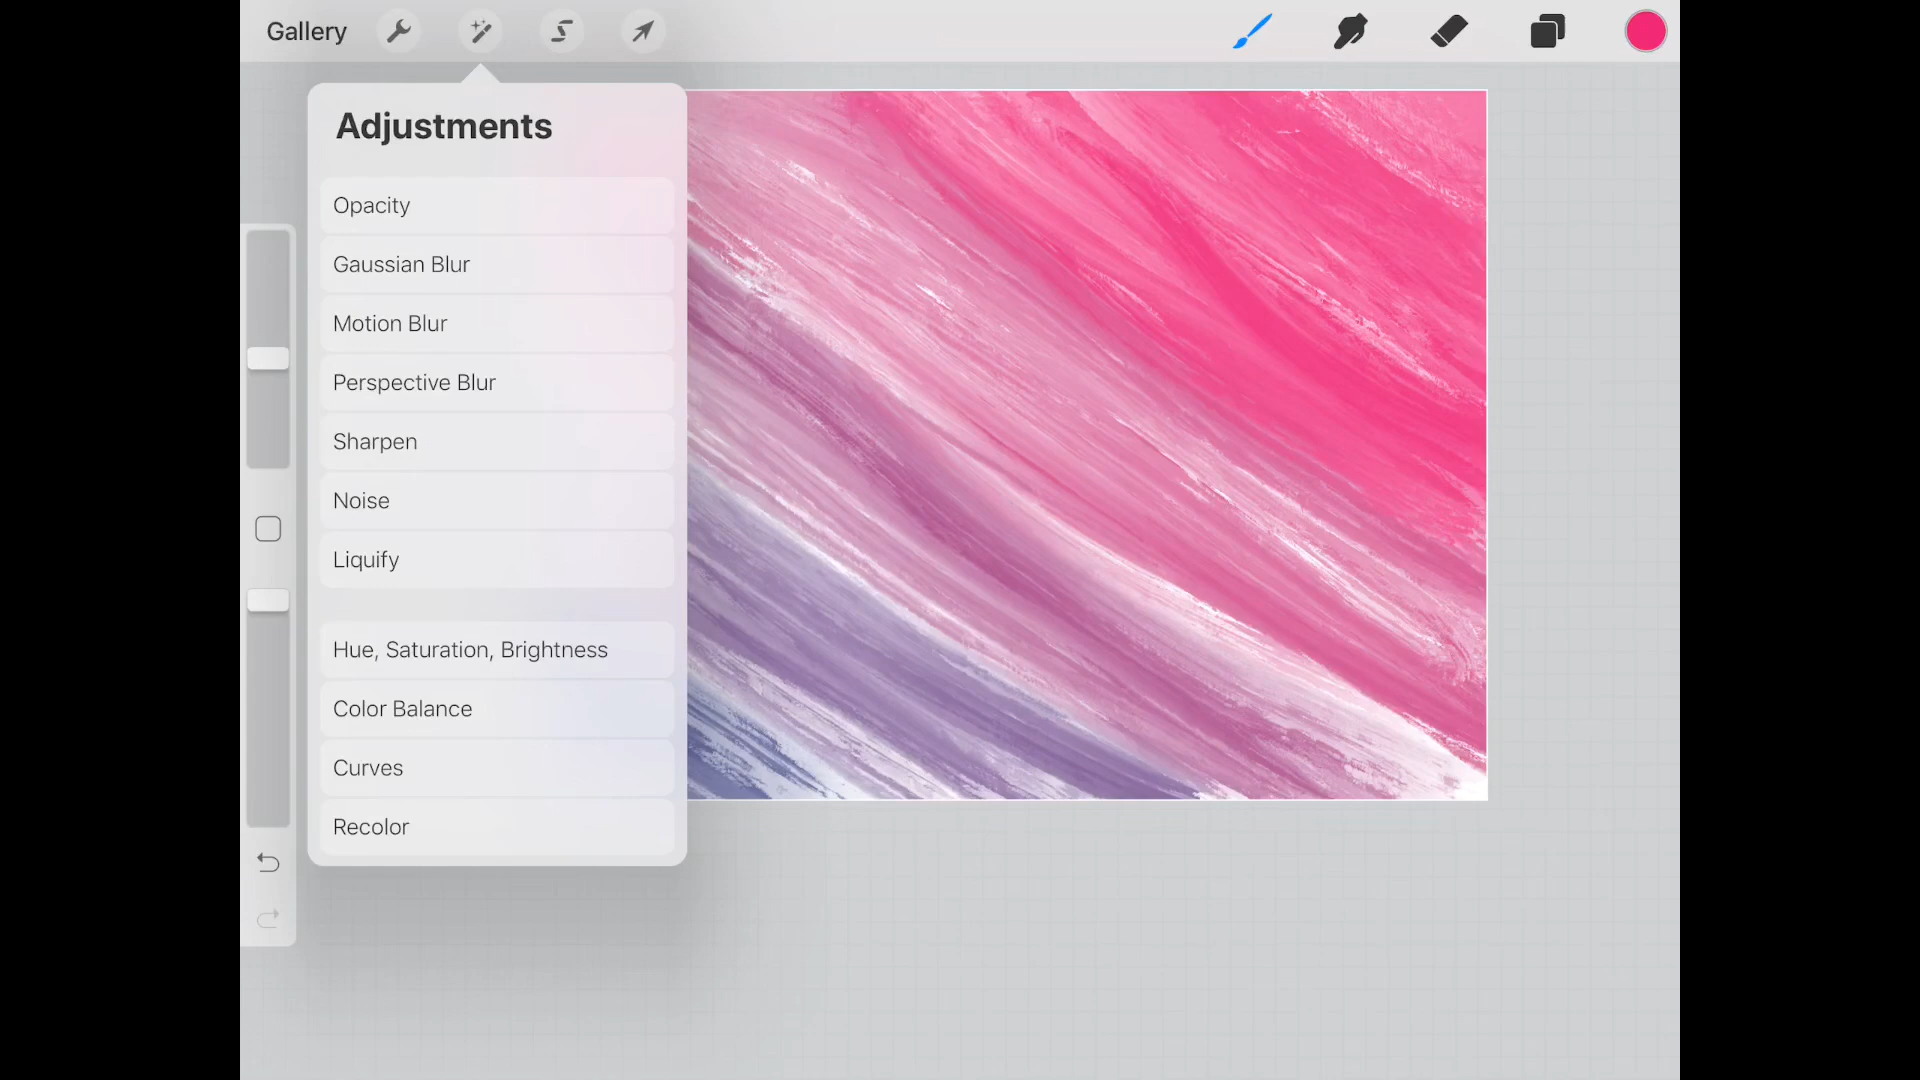 Gallery
Adjustments
Opacity
Gaussian Blur
Motion Blur
Perspective Blur
Sharpen
Noise
Liquify
Hue, Saturation, Brightness
Color Balance
Curves
Recolor